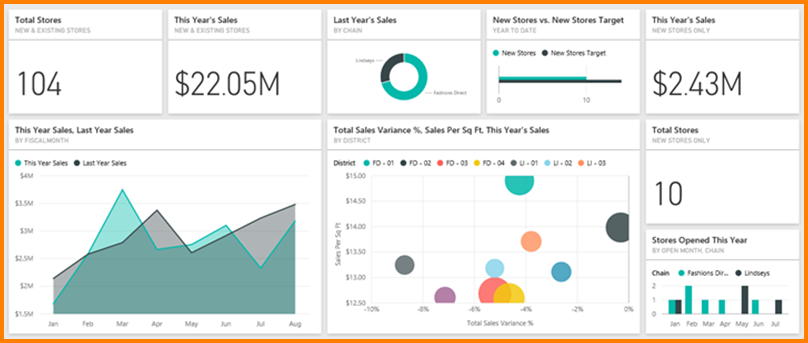 Total Stores
NEW & EXISTING STORES
104
This Year's Sales
NEW & EXISTING STORES
$22.05M
Last Year's Sales
BY CHAIN
Lindseys
Fashions Direct
New Stores vs. New Stores Target
YEAR TO DATE
New Stores New Stores Target
0 10
This Year's Sales
NEW STORES ONLY
$2.43M
This Year Sales, Last Year Sales
BY FISCALMONTH
This Year Sales Last Year Sales
$4M
$3.5M
$3M
$2.5M
$2M
$1.5M
Jan Feb Mar Apr May Jun Jul Aug
Total Sales Variance %, Sales Per Sq Ft, This Year's Sales
BY DISTRICT
District FD - 01 FD - 02 FD - 03 FD - 04 LI - 01 LI - 02 LI - 03
Sales Per Sq Ft
$15.00
$14.00
$13.50
$13.00
$12.50
-10% -8% -6% -4% -2% 0%
Total Sales Variance %
Total Stores
NEW STORES ONLY
10
Stores Opened This Year
BY OPEN MONTH, CHAIN
Chain Fashions Dir... Lindseys
2
1
0
Jan Feb Mar Apr May Jun Jul